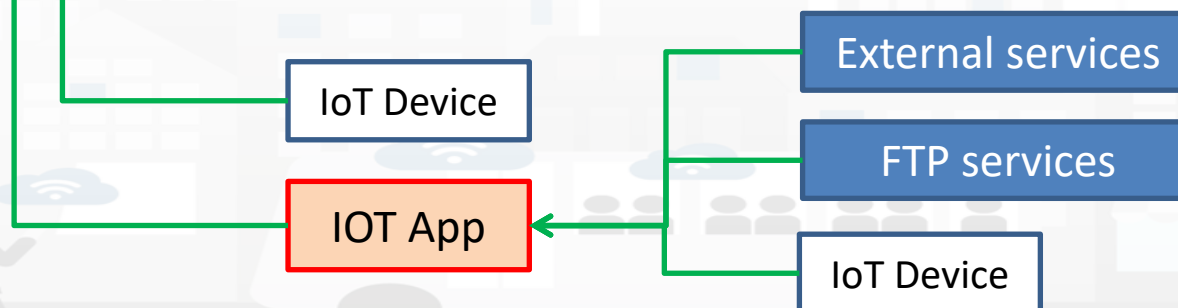 External services
IoT Device
FTP services
IOT App
IoT Device